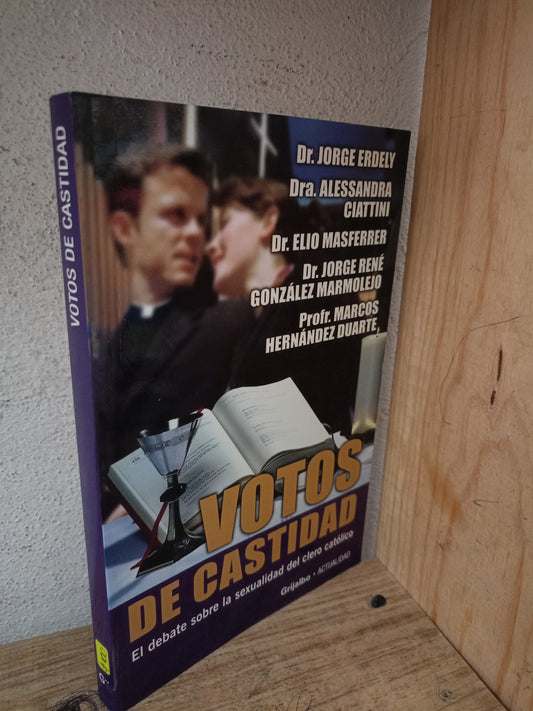 VOTOS DE CASTIDAD
Dr. JORGE ERDELY
Dra. ALESSANDRA
CIATTINI
Dr. ELIO MASFERRER
Dr. JORGE RENÉ
GONZÁLEZ MARMOLEJO
Profr. MARCOS
HERNÁNDEZ DUARTE
VOTOS
DE CASTIDAD
El debate sobre la sexualidad del clero católico
Grijalbo • ACTUALIDAD